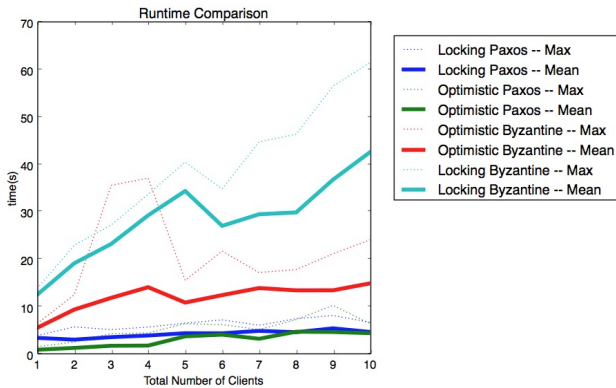 Runtime Comparison
70
60
50
40
30
20
10
0
time(s)
1 2 3 4 5 6 7 8 9 10
Total Number of Clients
Locking Paxos -- Max
Locking Paxos -- Mean
Optimistic Paxos -- Max
Optimistic Paxos -- Mean
Optimistic Byzantine -- Max
Optimistic Byzantine -- Mean
Locking Byzantine -- Max
Locking Byzantine -- Mean